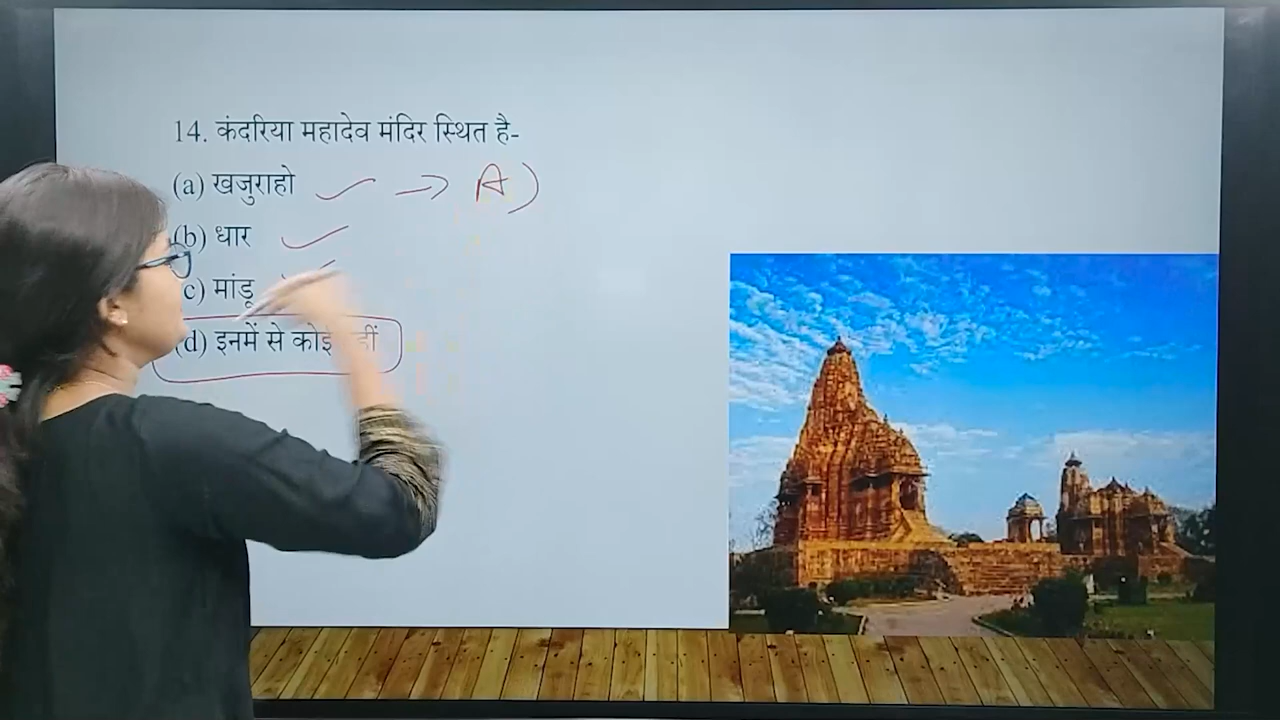 14. कंदरिया महादेव मंदिर स्थित है-
(a) खजुराहो → A)
(b) धार
c) मांडू
(d) इनमें से